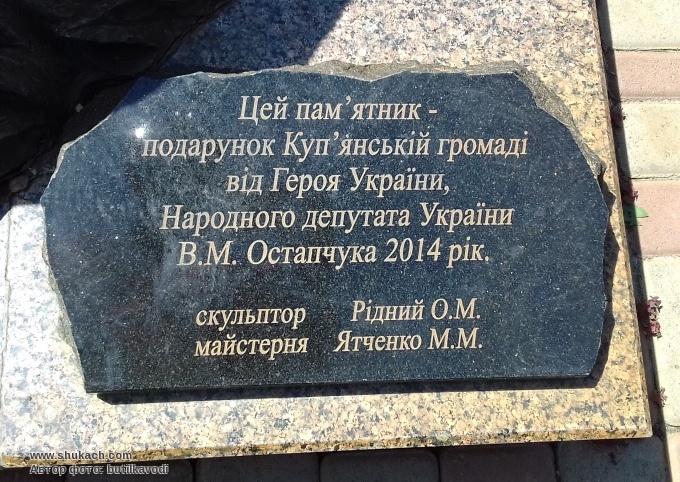 Цей пам’ятник -
подарунок Куп’янській громаді
від Героя України,
Народного депутата України
В.М. Остапчука 2014 рік.
скульптор Рідний О.М.
майстерня Ятченко М.М.
www.shukach.com
Автор фото: butilkavodi